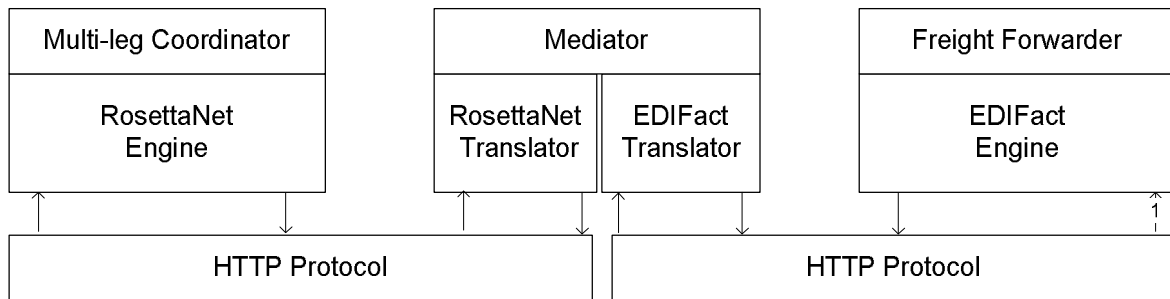 Multi-leg Coordinator
Mediator
Freight Forwarder
RosettaNet
Engine
RosettaNet
Translator
EDIFact
Translator
EDIFact
Engine
1
HTTP Protocol
HTTP Protocol